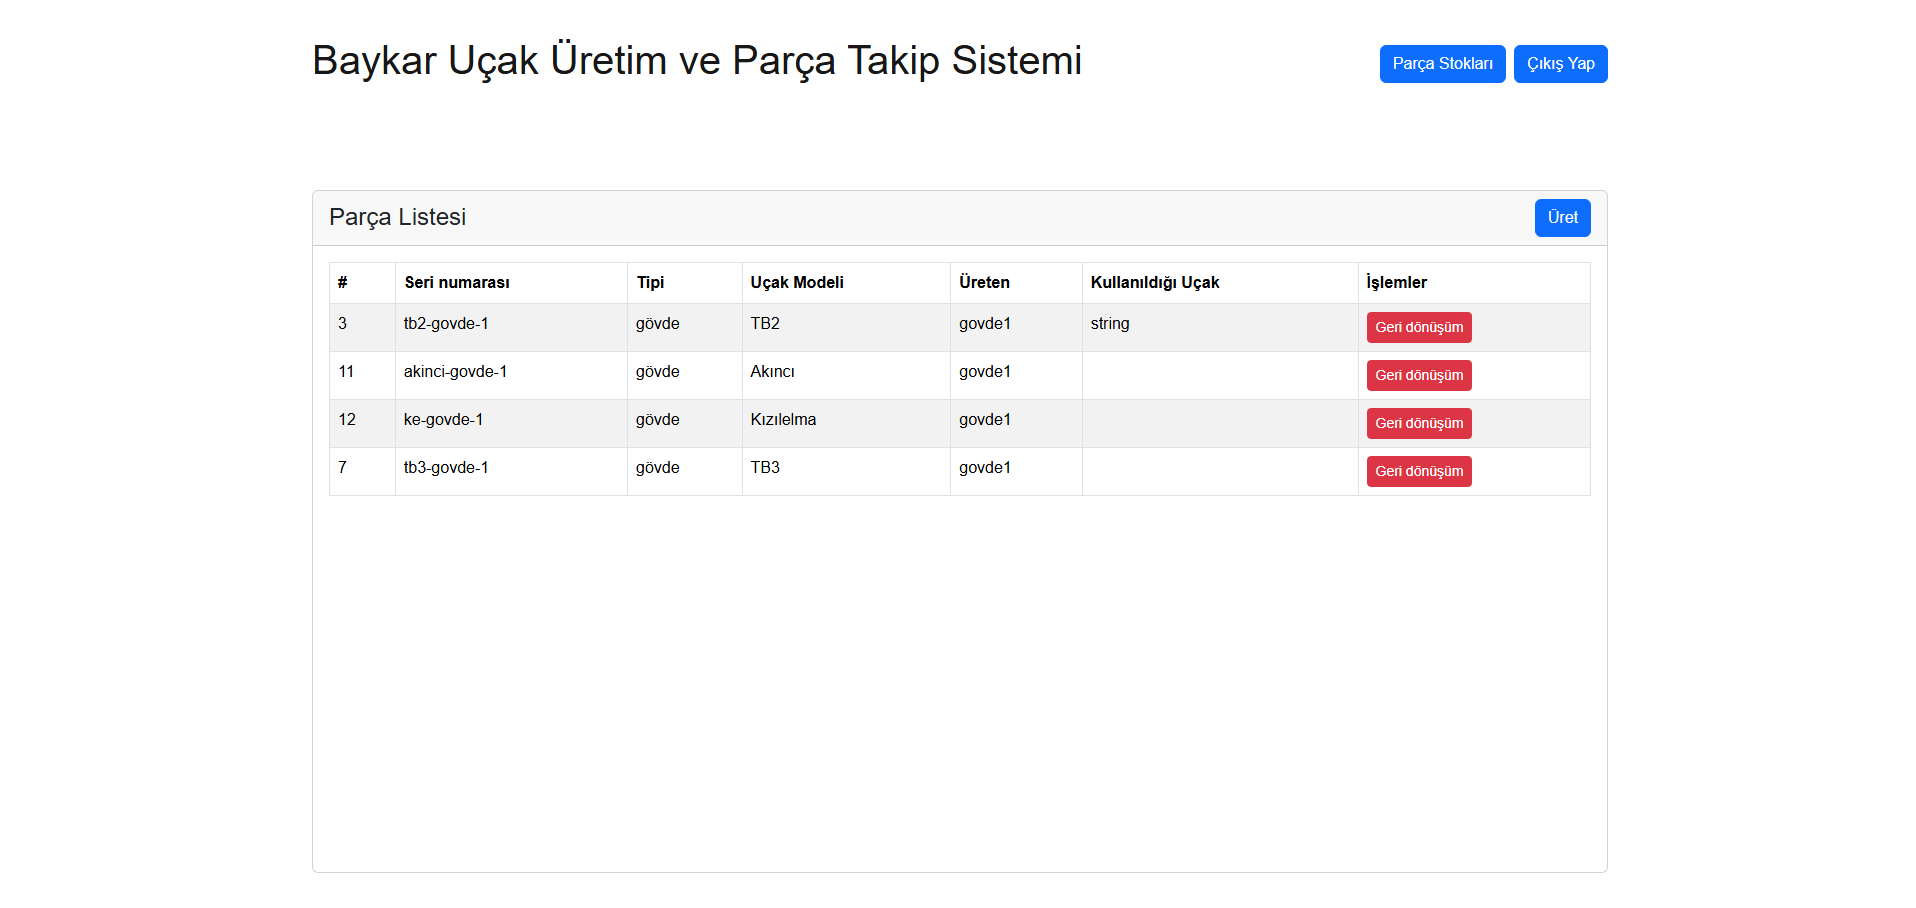 Baykar Uçak Üretim ve Parça Takip Sistemi
Parça Stokları
Çıkış Yap
Parça Listesi
Üret
# Seri numarası Tipi Uçak Modeli Üreten Kullanıldığı Uçak İşlemler
3 tb2-govde-1 gövde TB2 govde1 string Geri dönüşüm
11 akinci-govde-1 gövde Akıncı govde1 Geri dönüşüm
12 ke-govde-1 gövde Kızılelma govde1 Geri dönüşüm
7 tb3-govde-1 gövde TB3 govde1 Geri dönüşüm